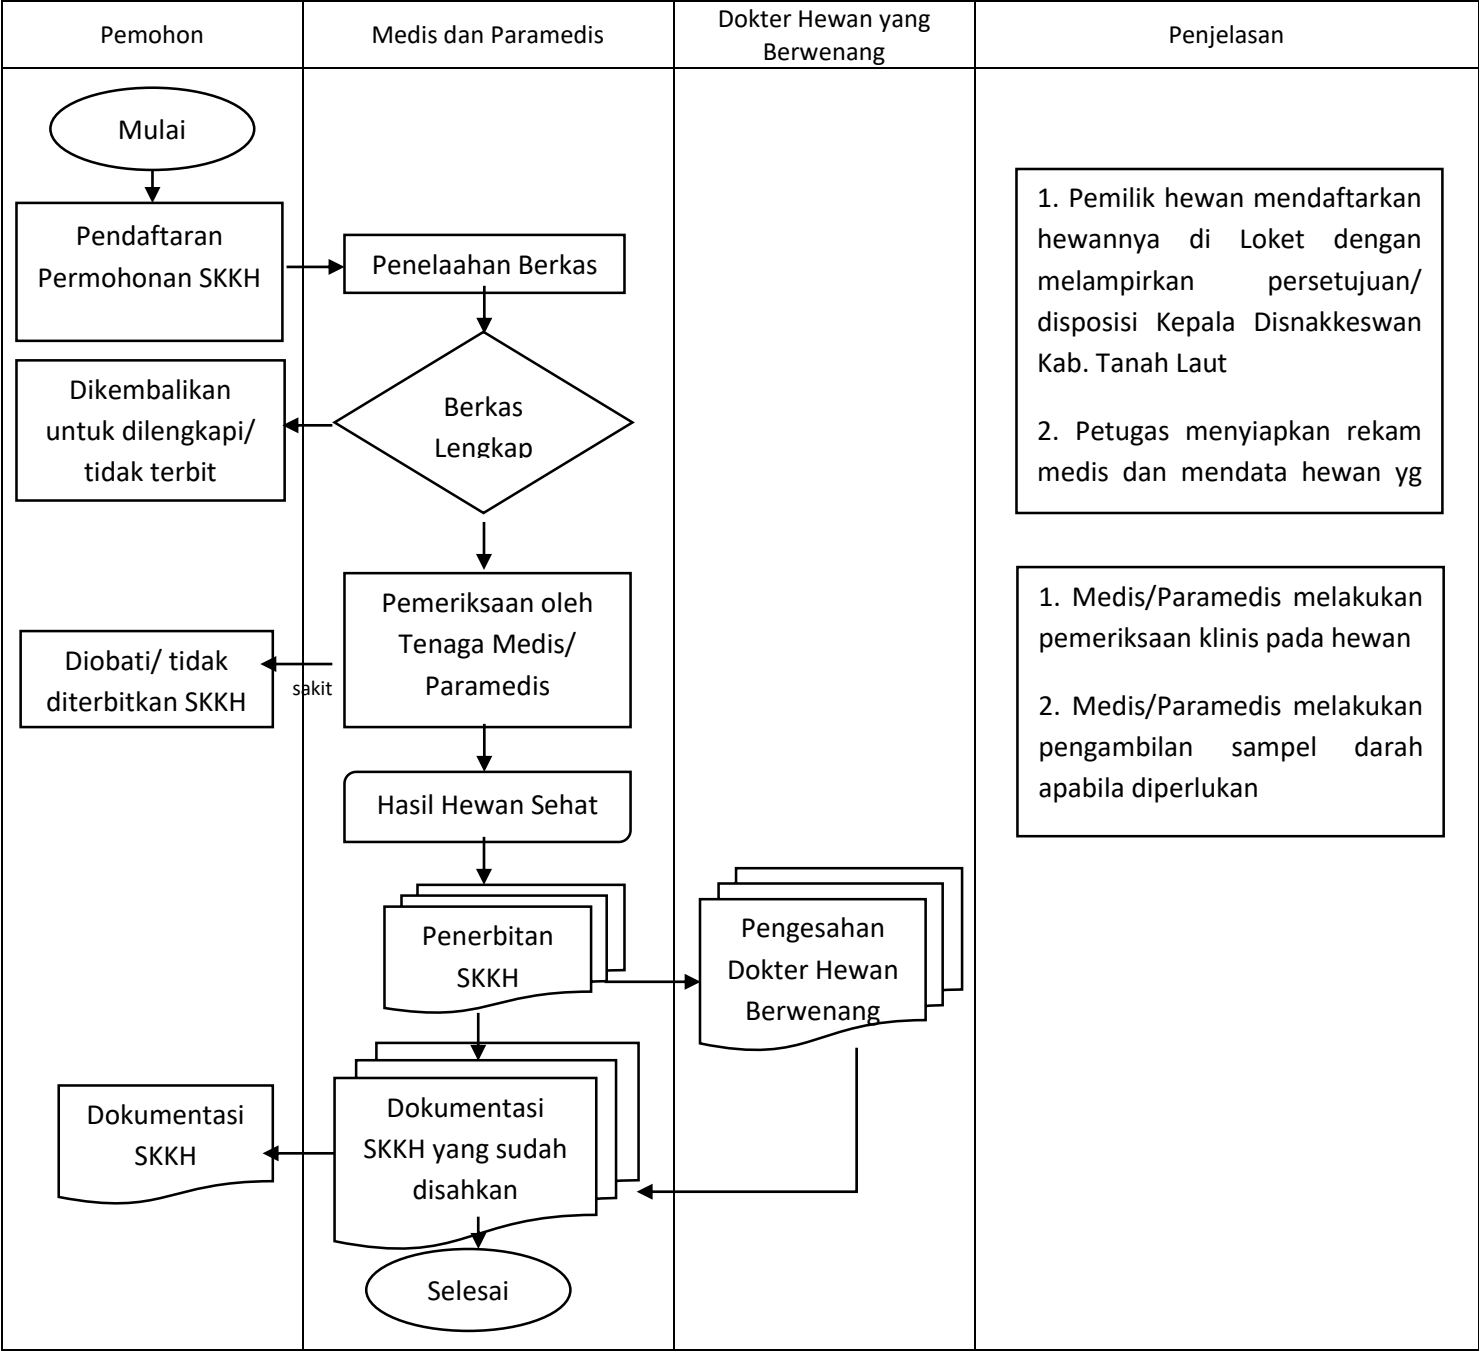 Pemohon
Medis dan Paramedis
Dokter Hewan yang
Berwenang
Penjelasan
Mulai
Pendaftaran
Permohonan SKKH
Penelaahan Berkas
1. Pemilik hewan mendaftarkan
hewannya di Loket dengan
melampirkan persetujuan/
disposisi Kepala Disnakkeswan
Kab. Tanah Laut
2. Petugas menyiapkan rekam
medis dan mendata hewan yg
Berkas
Lengkap
Dikembalikan
untuk dilengkapi/
tidak terbit
Pemeriksaan oleh
Tenaga Medis/
Paramedis
sakit
Diobati/ tidak
diterbitkan SKKH
1. Medis/Paramedis melakukan
pemeriksaan klinis pada hewan
2. Medis/Paramedis melakukan
pengambilan sampel darah
apabila diperlukan
Hasil Hewan Sehat
Penerbitan
SKKH
Pengesahan
Dokter Hewan
Berwenang
Dokumentasi
SKKH yang sudah
disahkan
Dokumentasi
SKKH
Selesai